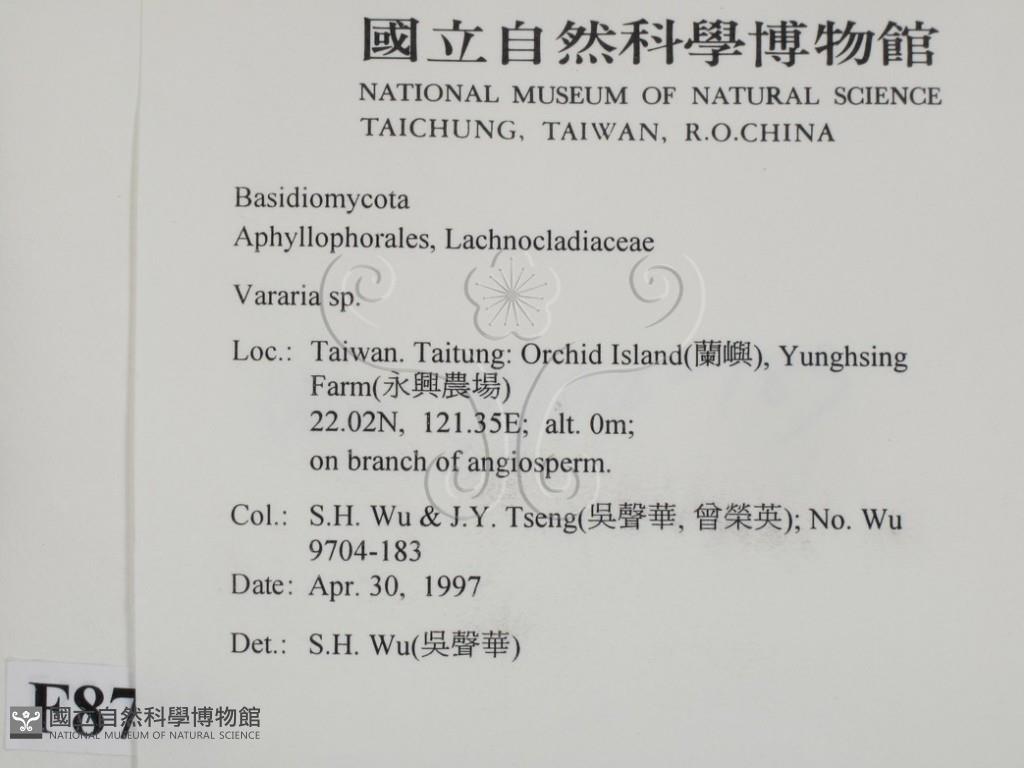 國立自然科學博物館
NATIONAL MUSEUM OF NATURAL SCIENCE
TAICHUNG, TAIWAN, R.O.CHINA
Basidiomycota
Aphyllophorales, Lachnocladiaceae
Vararia sp.
Loc.: Taiwan. Taitung: Orchid Island(蘭嶼), Yunghsing
Farm(永興農場)
22.02N, 121.35E; alt. 0m;
on branch of angiosperm.
Col.: S.H. Wu & J.Y. Tseng(吳聲華, 曾榮英); No. Wu
9704-183
Date: Apr. 30, 1997
Det.: S.H. Wu(吳聲華)
F87
國立自然科學博物館
NATIONAL MUSEUM OF NATURAL SCIENCE